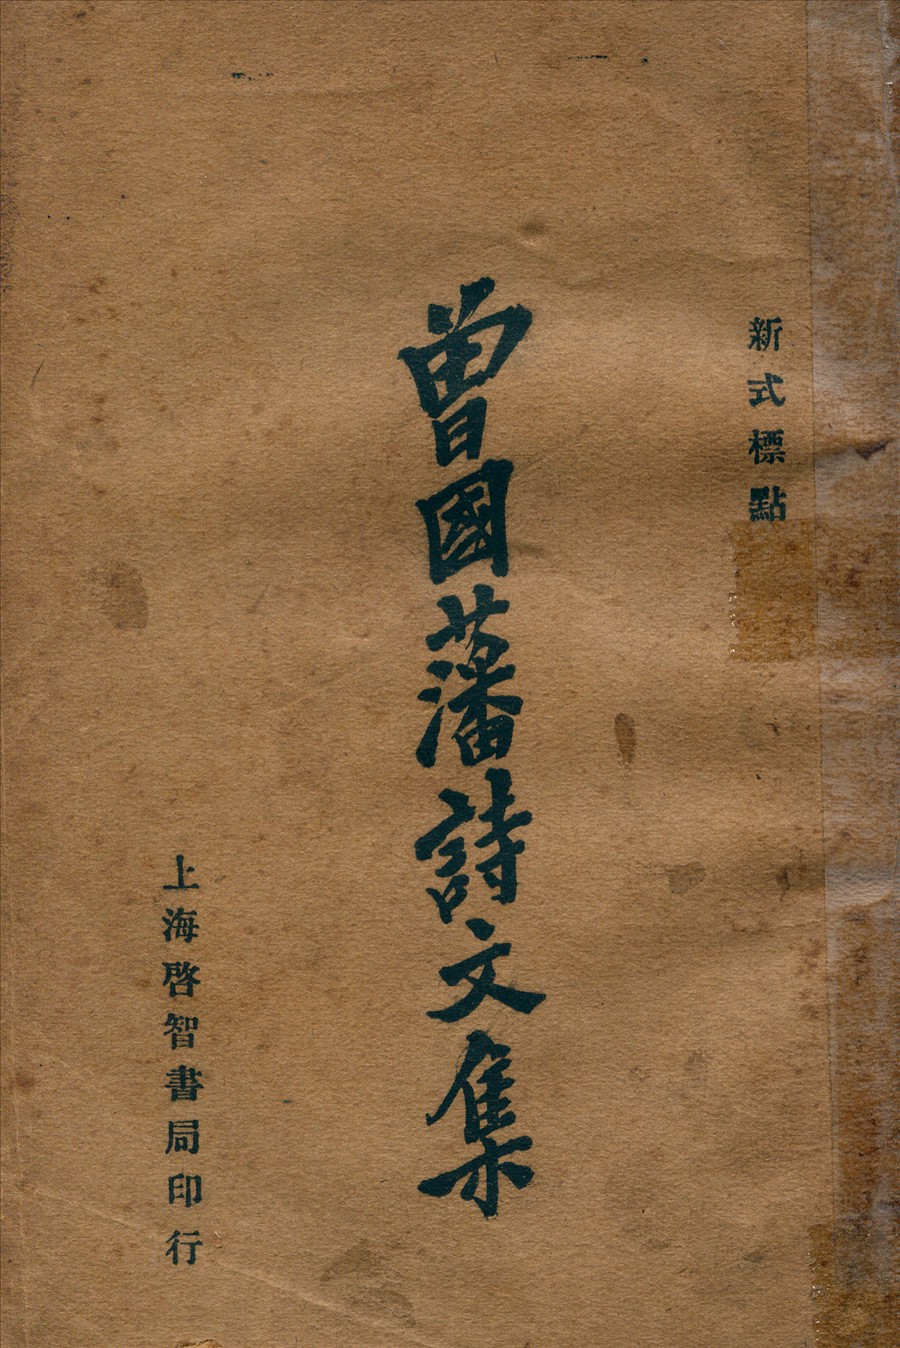 新式標點
曾國藩詩文集
上海啓智書局印行